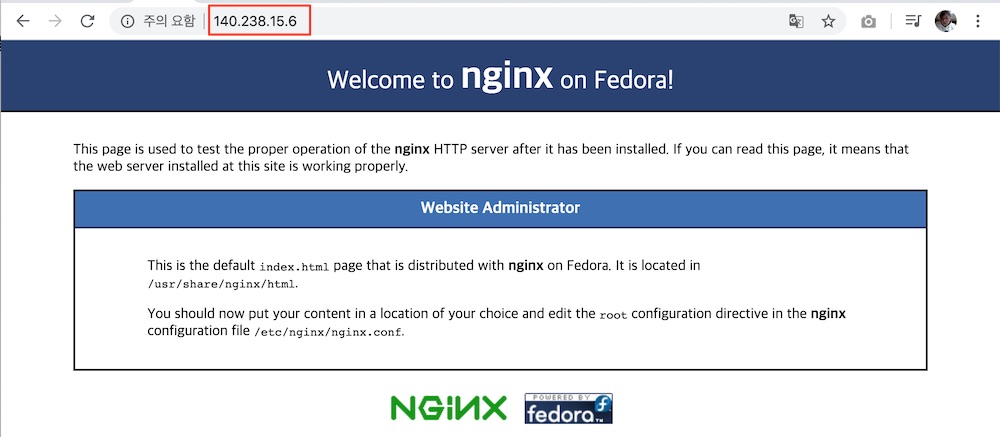 주의 요함 140.238.15.6
Welcome to nginx on Fedora!
This page is used to test the proper operation of the nginx HTTP server after it has been installed. If you can read this page, it means that
the web server installed at this site is working properly.
Website Administrator
This is the default index.html page that is distributed with nginx on Fedora. It is located in
/usr/share/nginx/html.
You should now put your content in a location of your choice and edit the root configuration directive in the nginx
configuration file /etc/nginx/nginx.conf.
NGINX
POWERED BY
fedora